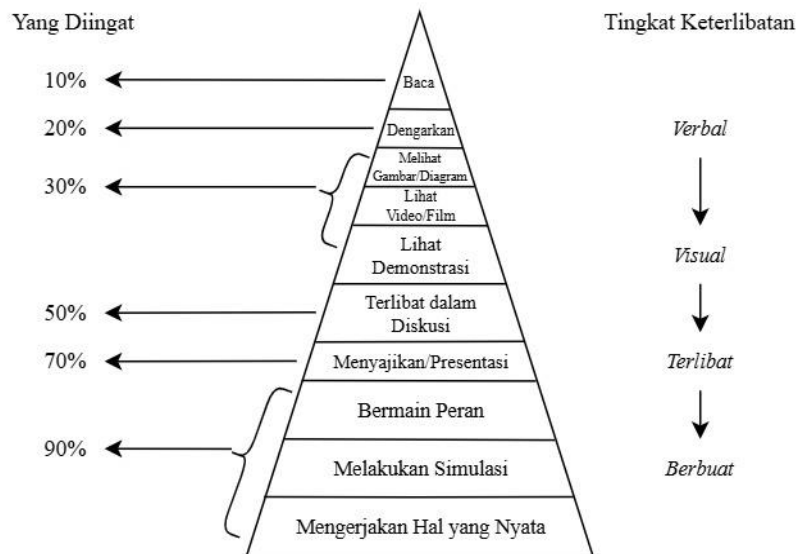 Yang Diingat
Tingkat Keterlibatan
10%
Baca
20%
Dengarkan
Verbal
30%
Melihat
Gambar/Diagram
Lihat
Video/Film
Lihat
Demonstrasi
Visual
50%
Terlibat dalam
Diskusi
70%
Menyajikan/Presentasi
Terlibat
Bermain Peran
90%
Melakukan Simulasi
Berbuat
Mengerjakan Hal yang Nyata